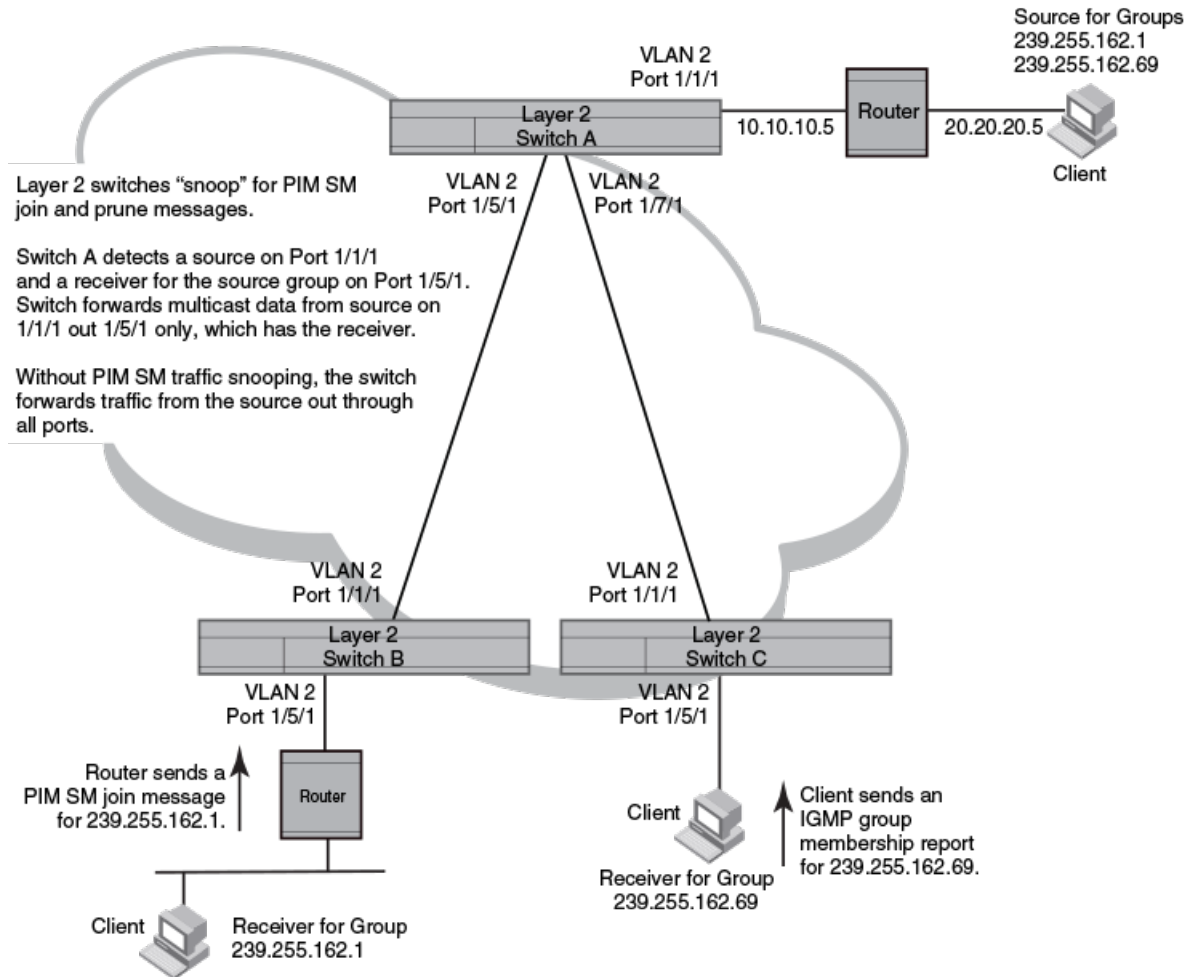 Source for Groups
239.255.162.1
239.255.162.69
VLAN 2
Port 1/1/1
Layer 2
Switch A
10.10.10.5
Router
20.20.20.5
Client
VLAN 2
Port 1/5/1
VLAN 2
Port 1/7/1
Layer 2 switches “snoop” for PIM SM
join and prune messages.
Switch A detects a source on Port 1/1/1
and a receiver for the source group on Port 1/5/1.
Switch forwards multicast data from source on
1/1/1 out 1/5/1 only, which has the receiver.
Without PIM SM traffic snooping, the switch
forwards traffic from the source out through
all ports.
VLAN 2
Port 1/1/1
VLAN 2
Port 1/1/1
Layer 2
Switch B
Layer 2
Switch C
VLAN 2
Port 1/5/1
VLAN 2
Port 1/5/1
Router sends a
PIM SM join message
for 239.255.162.1.
Router
Client
Client sends an
IGMP group
membership report
for 239.255.162.69.
Receiver for Group
239.255.162.69
Client
Receiver for Group
239.255.162.1